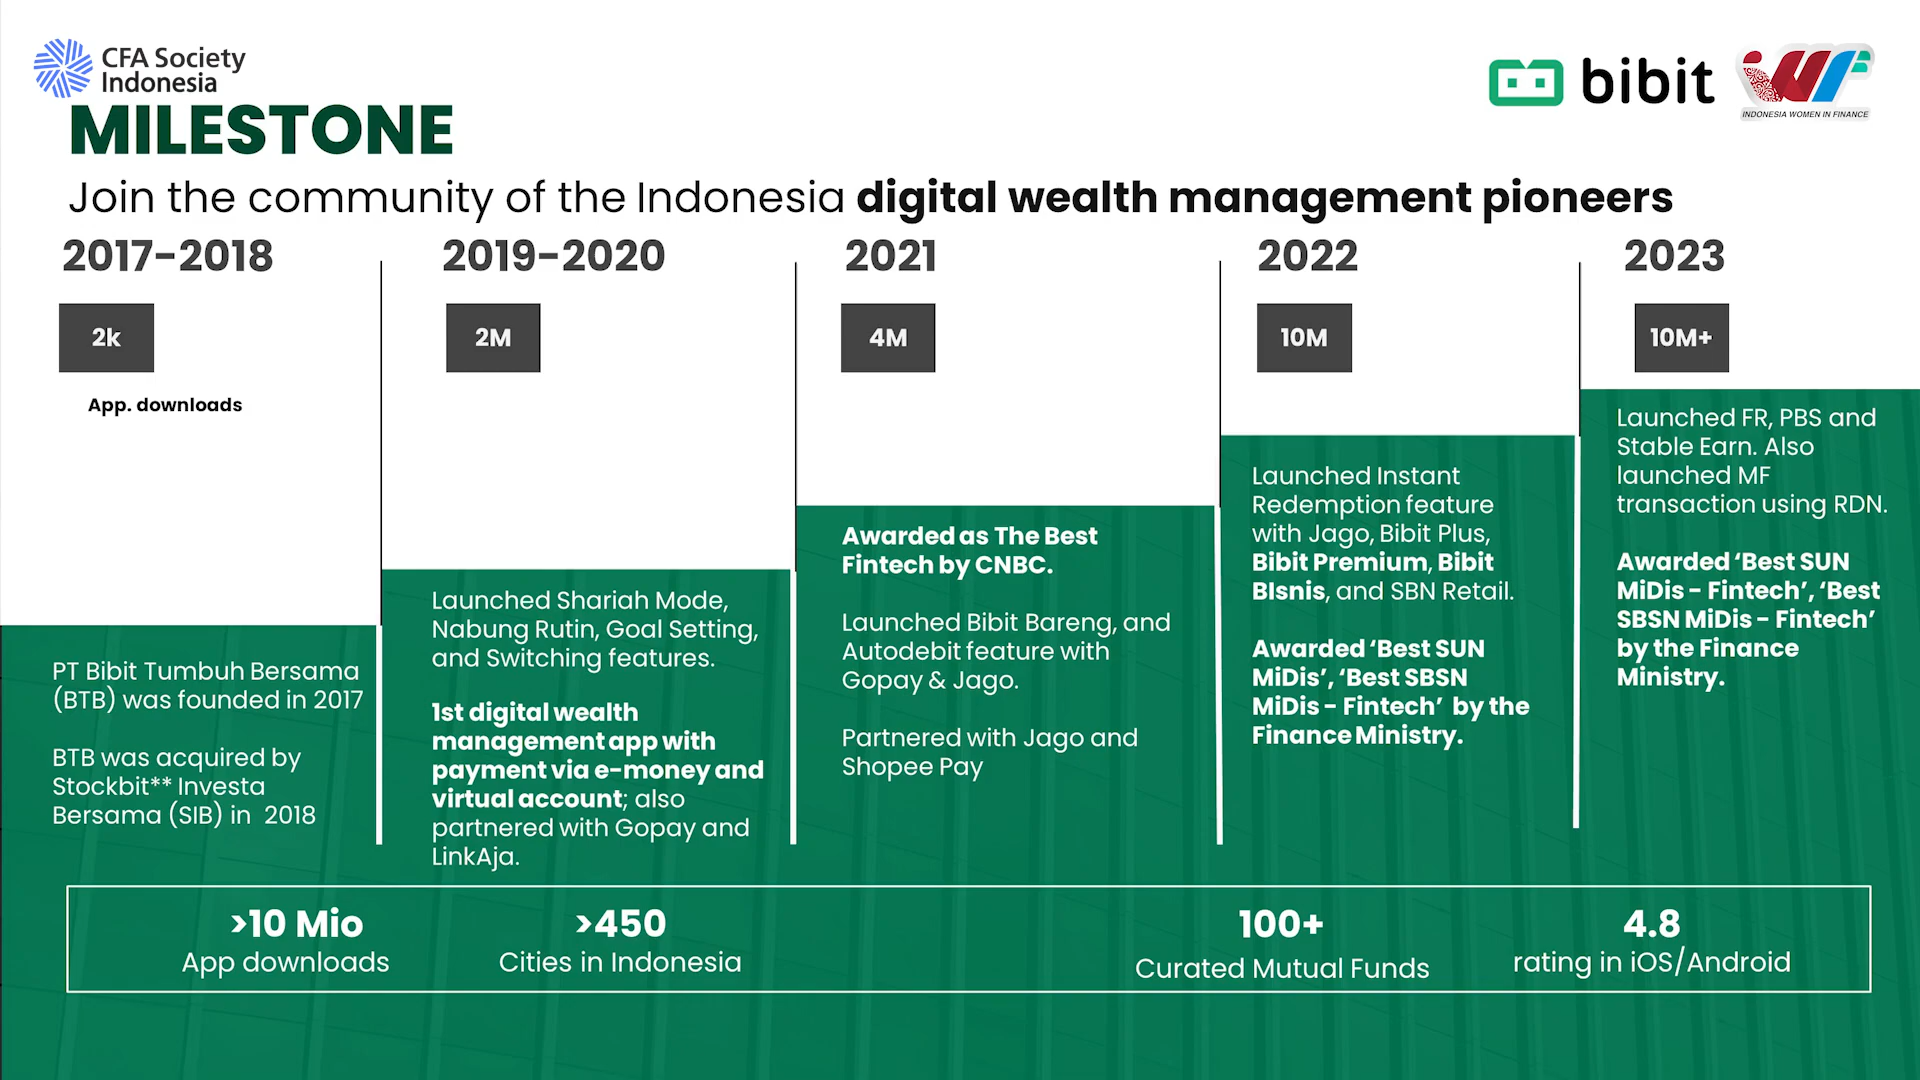 CFA Society
Indonesia
bibit
INDONESIA WOMEN IN FINANCE
MILESTONE
Join the community of the Indonesia digital wealth management pioneers
2017-2018
2k
App. downloads
PT Bibit Tumbuh Bersama
(BTB) was founded in 2017
BTB was acquired by
Stockbit** Investa
Bersama (SIB) in 2018
2019-2020
2M
Launched Shariah Mode,
Nabung Rutin, Goal Setting,
and Switching features.
1st digital wealth
management app with
payment via e-money and
virtual account; also
partnered with Gopay and
LinkAja.
2021
4M
Awarded as The Best
Fintech by CNBC.
Launched Bibit Bareng, and
Autodebit feature with
Gopay & Jago.
Partnered with Jago and
Shopee Pay
2022
10M
Launched Instant
Redemption feature
with Jago, Bibit Plus,
Bibit Premium, Bibit
BIsnis, and SBN Retail.
Awarded ‘Best SUN
MiDis’, ‘Best SBSN
MiDis – Fintech’ by the
Finance Ministry.
2023
10M+
Launched FR, PBS and
Stable Earn. Also
launched MF
transaction using RDN.
Awarded ‘Best SUN
MiDis – Fintech’, ‘Best
SBSN MiDis – Fintech’
by the Finance
Ministry.
>10 Mio
App downloads
>450
Cities in Indonesia
100+
Curated Mutual Funds
4.8
rating in iOS/Android